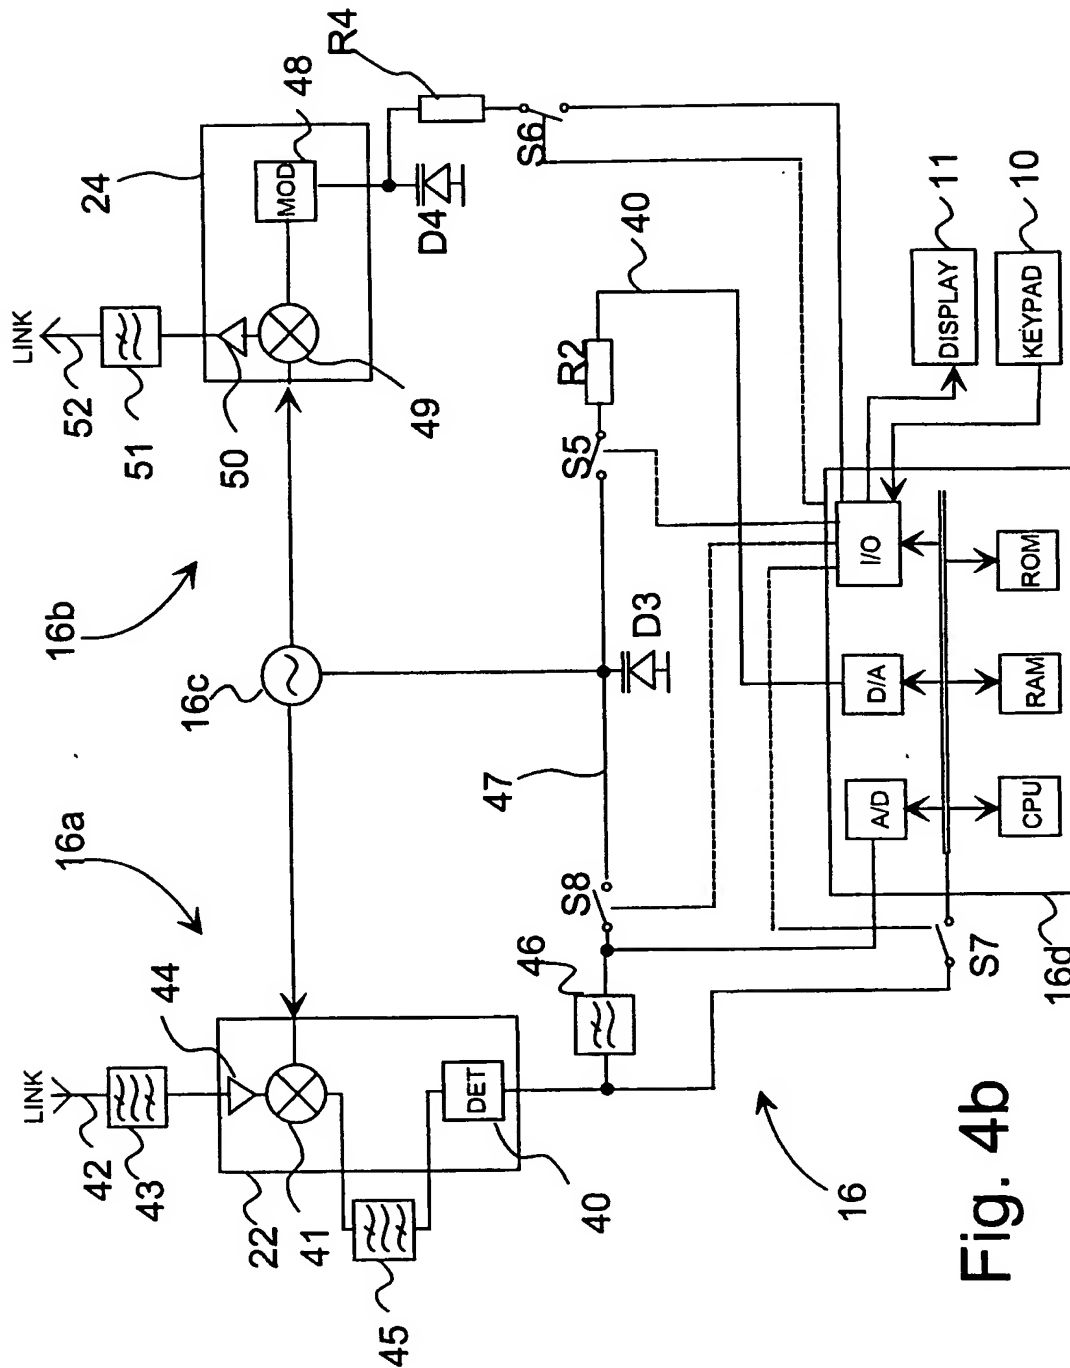 LINK
42
43
44
22
41
45
40
DET
16a
16b
16c
LINK
52
51
50
49
24
MOD
48
R4
D4
S6
46
S8
47
D3
S5
R2
40
S7
16d
A/D
D/A
I/O
CPU
RAM
ROM
DISPLAY
11
KEYPAD
10
16
Fig. 4b